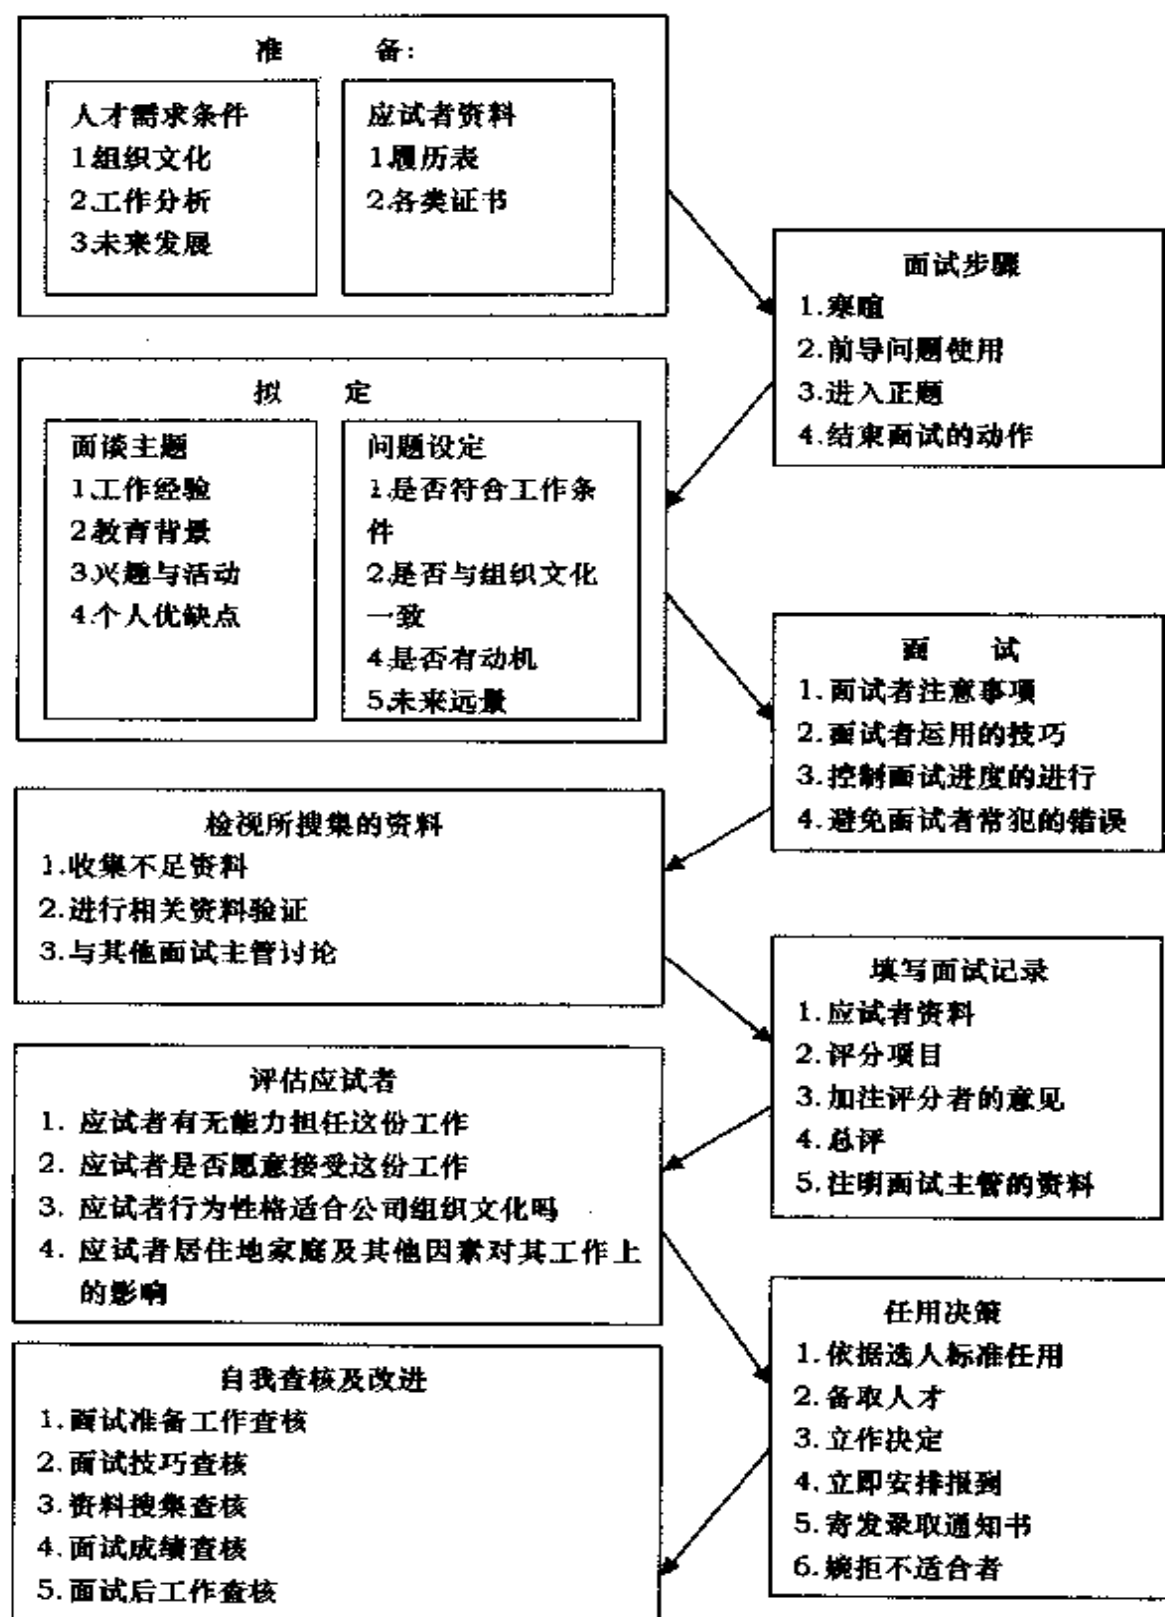 准 备:
人才需求条件
1.组织文化
2.工作分析
3.未来发展
应试者资料
1.履历表
2.各类证书
面试步骤
1.寒暄
2.前导问题使用
3.进入正题
4.结束面试的动作
拟 定
面谈主题
1.工作经验
2.教育背景
3.兴趣与活动
4.个人优缺点
问题设定
1.是否符合工作条
件
2.是否与组织文化
一致
4.是否有动机
5.未来远景
面 试
1.面试者注意事项
2.面试者运用的技巧
3.控制面试进度的进行
4.避免面试者常犯的错误
检视所搜集的资料
1.收集不足资料
2.进行相关资料验证
3.与其他面试主管讨论
填写面试记录
1.应试者资料
2.评分项目
3.加注评分者的意见
4.总评
5.注明面试主管的资料
评估应试者
1. 应试者有无能力担任这份工作
2. 应试者是否愿意接受这份工作
3. 应试者行为性格适合公司组织文化吗
4. 应试者居住地家庭及其他因素对其工作上
的影响
任用决策
1.依据选人标准任用
2.备取人才
3.立作决定
4.立即安排报到
5.寄发录取通知书
6.婉拒不适合者
自我查核及改进
1.面试准备工作查核
2.面试技巧查核
3.资料搜集查核
4.面试成绩查核
5.面试后工作查核